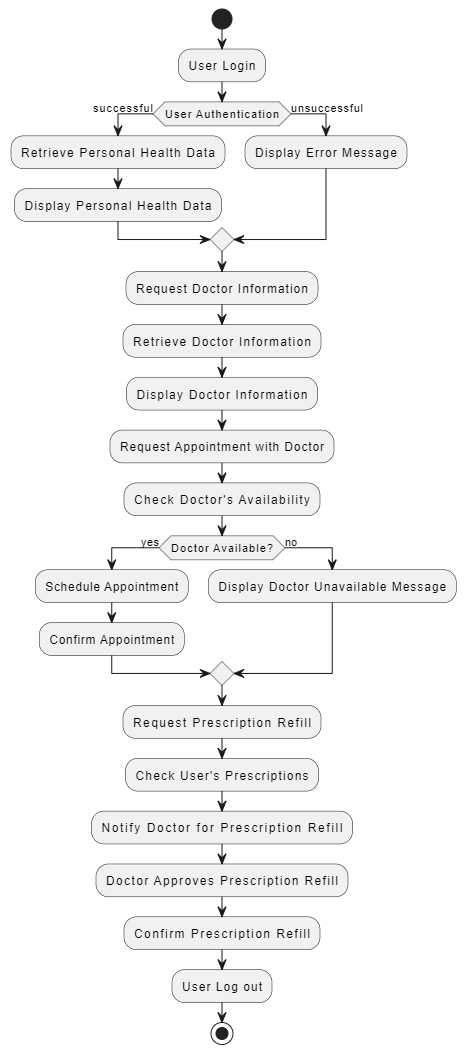 User Login
successful
User Authentication
unsuccessful
Retrieve Personal Health Data
Display Error Message
Display Personal Health Data
Request Doctor Information
Retrieve Doctor Information
Display Doctor Information
Request Appointment with Doctor
Check Doctor's Availability
yes
Doctor Available?
no
Schedule Appointment
Display Doctor Unavailable Message
Confirm Appointment
Request Prescription Refill
Check User's Prescriptions
Notify Doctor for Prescription Refill
Doctor Approves Prescription Refill
Confirm Prescription Refill
User Log out